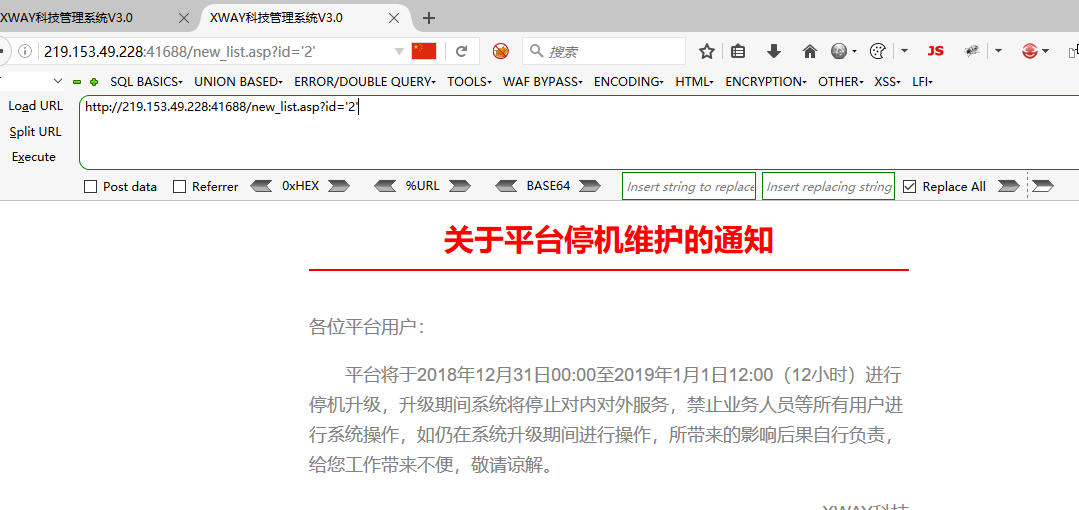 XWAY科技管理系统V3.0
XWAY科技管理系统V3.0
219.153.49.228:41688/new_list.asp?id='2'
搜索
JS
SQL BASICS
UNION BASED
ERROR/DOUBLE QUERY
TOOLS
WAF BYPASS
ENCODING
HTML
ENCRYPTION
OTHER
XSS
LFI
Load URL
http://219.153.49.228:41688/new_list.asp?id='2'
Split URL
Execute
Post data
Referrer
0xHEX
%URL
BASE64
Insert string to replace
Insert replacing string
Replace All
关于平台停机维护的通知
各位平台用户：
平台将于2018年12月31日00:00至2019年1月1日12:00（12小时）进行
停机升级，升级期间系统将停止对内对外服务，禁止业务人员等所有用户进
行系统操作，如仍在系统升级期间进行操作，所带来的影响后果自行负责，
给您工作带来不便，敬请谅解。
XWAY科技